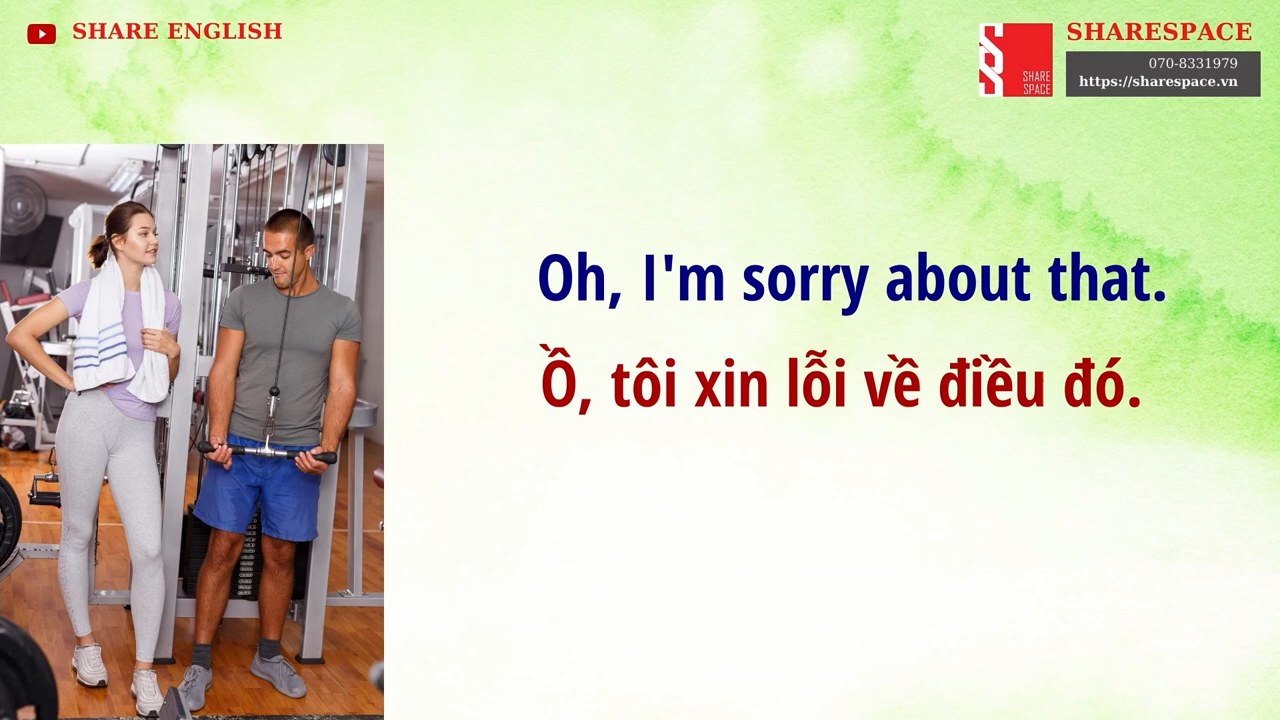 SHARE ENGLISH
SHARESPACE
SHARE
SPACE
070-8331979
https://sharespace.vn
Oh, I'm sorry about that.
Ồ, tôi xin lỗi về điều đó.